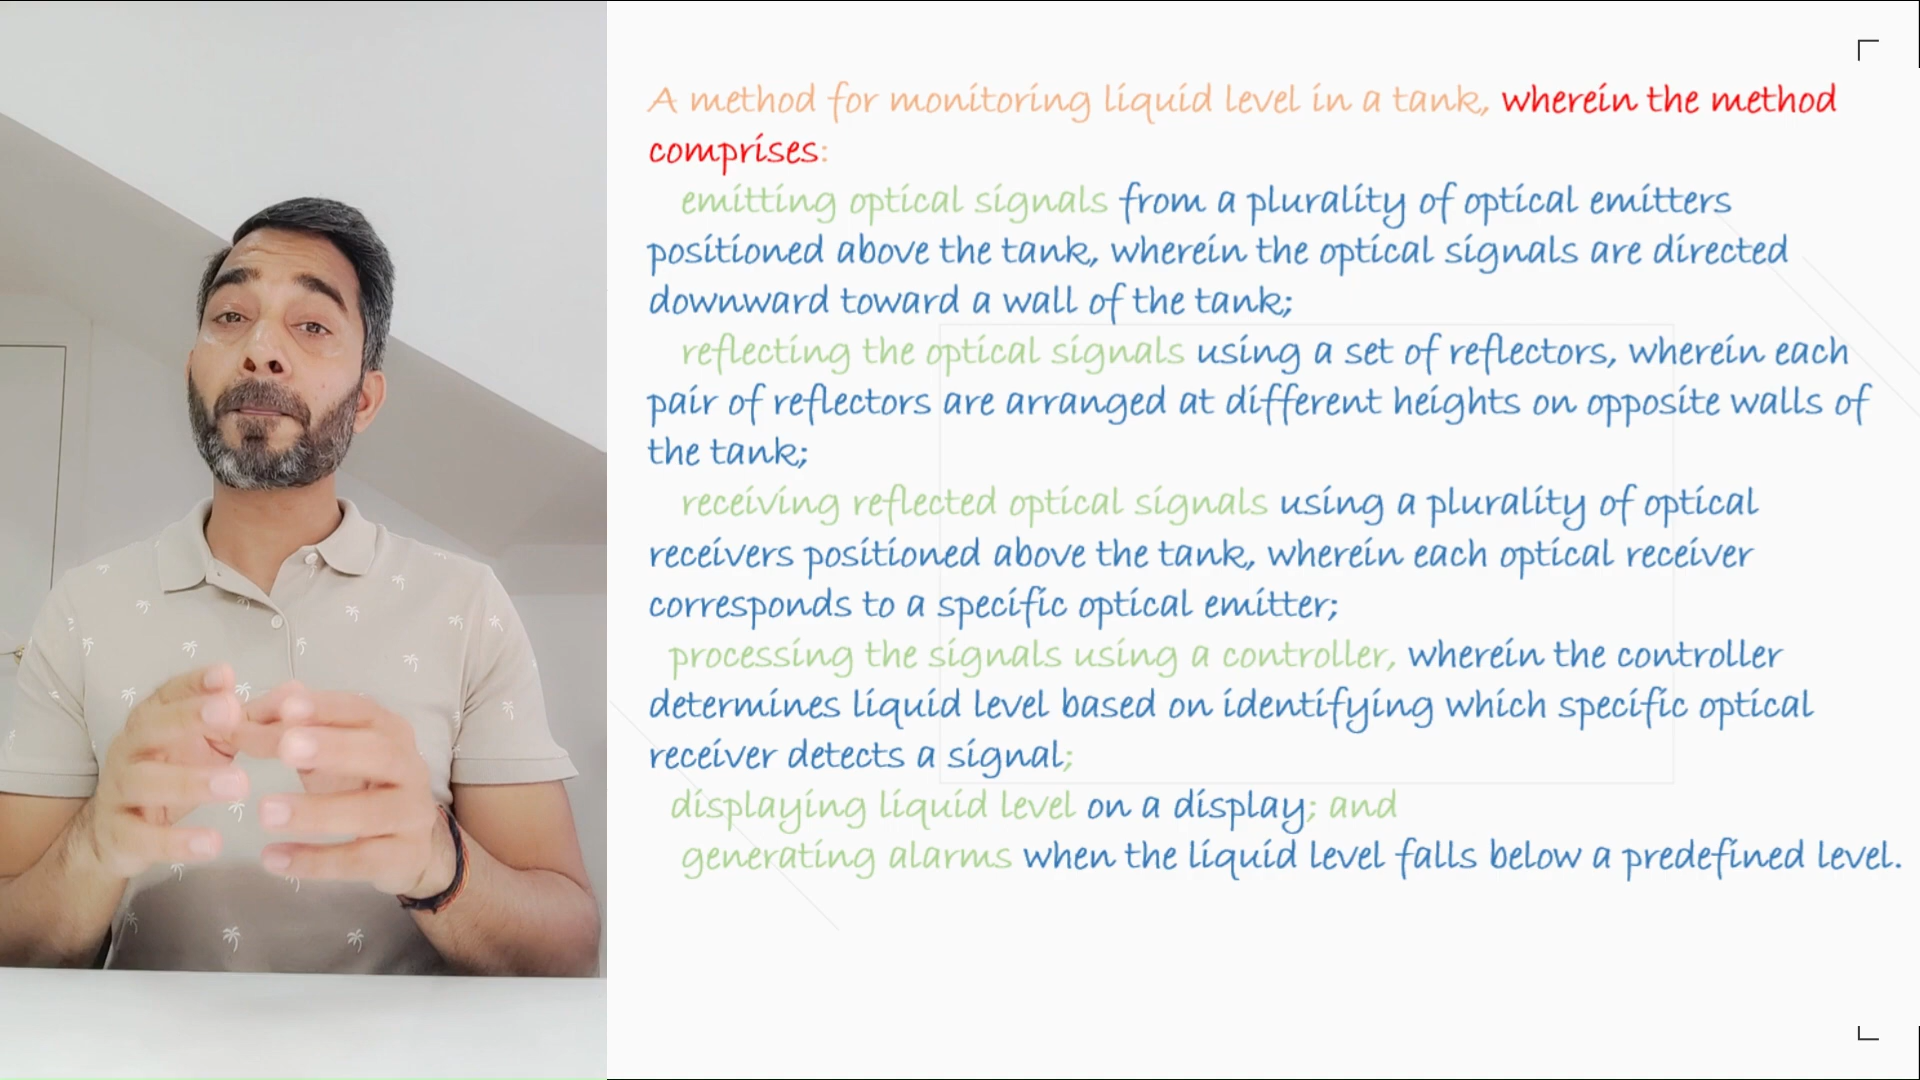 A method for monitoring liquid level in a tank, wherein the method
comprises:
emitting optical signals from a plurality of optical emitters
positioned above the tank, wherein the optical signals are directed
downward toward a wall of the tank;
reflecting the optical signals using a set of reflectors, wherein each
pair of reflectors are arranged at different heights on opposite walls of
the tank;
receiving reflected optical signals using a plurality of optical
receivers positioned above the tank, wherein each optical receiver
corresponds to a specific optical emitter;
processing the signals using a controller, wherein the controller
determines liquid level based on identifying which specific optical
receiver detects a signal;
displaying liquid level on a display; and
generating alarms when the liquid level falls below a predefined level.